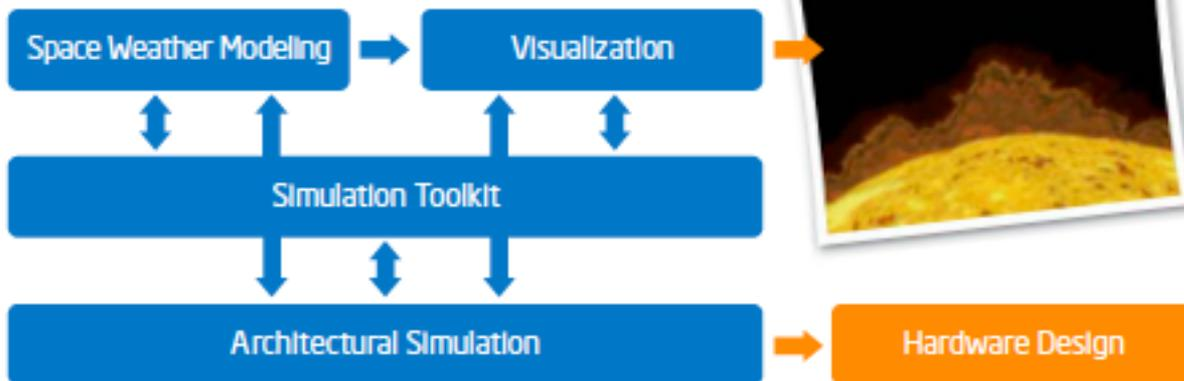 Space Weather Modeling
Visualization
Simulation Toolkit
Architectural Simulation
Hardware Design